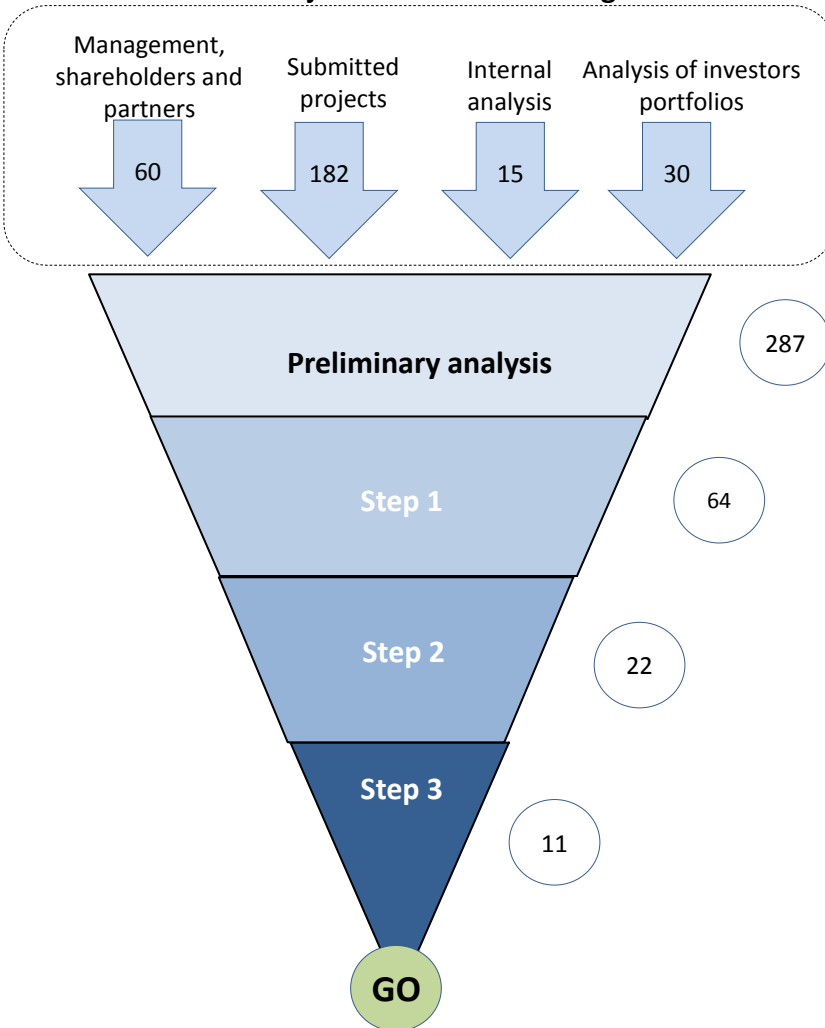 Management,
shareholders and
partners
Submitted
projects
Internal
analysis
Analysis of investors
portfolios
60
182
15
30
Preliminary analysis
287
Step 1
64
Step 2
22
Step 3
11
GO